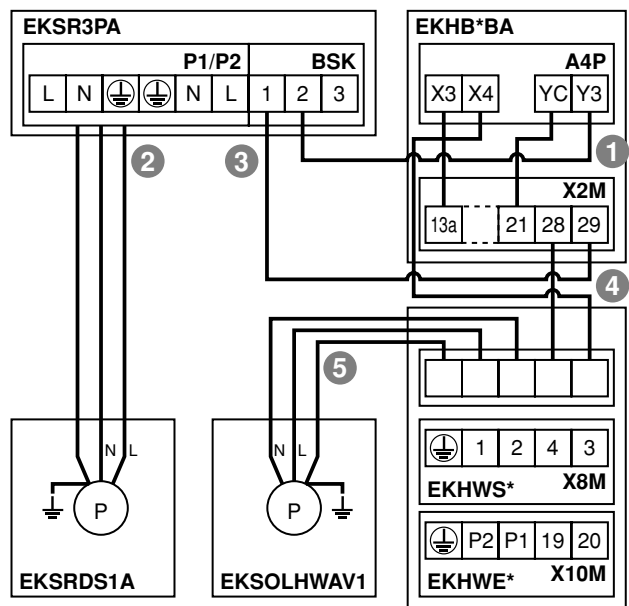 EKSR3PA
P1/P2 BSK
L N N L 1 2 3
EKHB*BA
A4P
X3 X4 YC Y3
1
X2M
13a 21 28 29
2
3
4
5
N L
P
EKSRDS1A
N L
P
EKSOLHWAV1
1 2 4 3
EKHWS* X8M
P2 P1 19 20
EKHWE* X10M